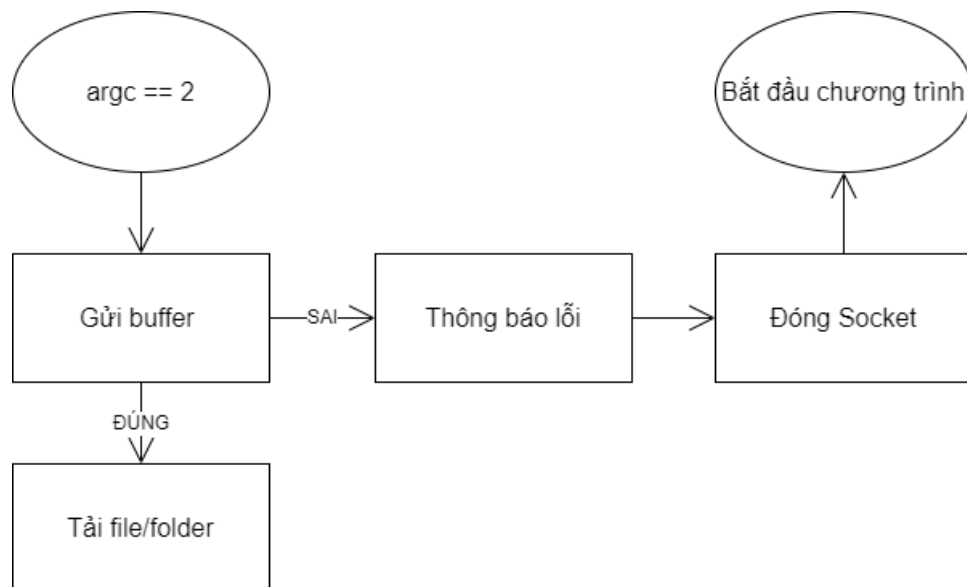 argc == 2
Bắt đầu chương trình
Gửi buffer
SAI
Thông báo lỗi
Đóng Socket
ĐÚNG
Tải file/folder